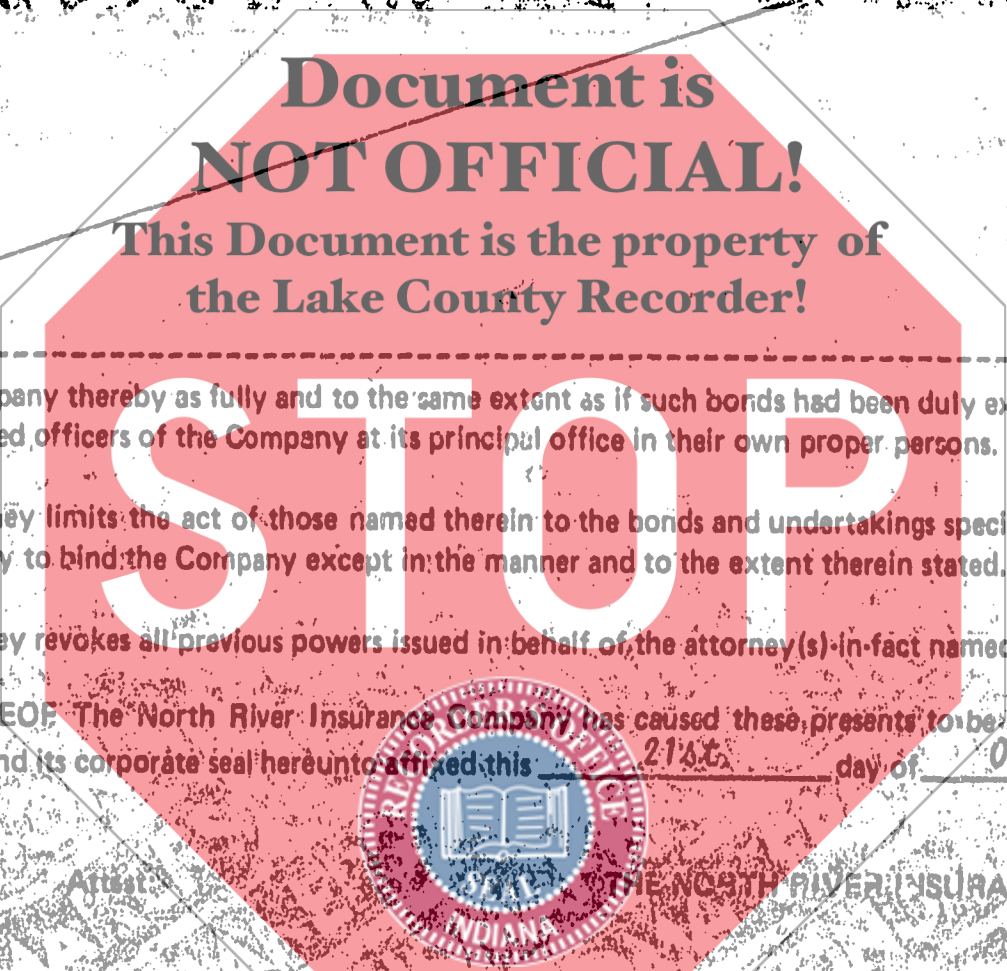 Document is
NOT OFFICIAL!
This Document is the property of
the Lake County Recorder!
STOP
pany thereby as fully and to the same extent as if such bonds had been duly ex
ed officers of the Company at its principal office in their own proper persons.
ey limits the act of those named therein to the bonds and undertakings speci
y to bind the Company except in the manner and to the extent therein stated.
ey revokes all previous powers issued in behalf of the attorney(s)-in-fact named
EOF The North River Insurance Company has caused these presents to be
nd its corporate seal hereunto affixed this 21st day of O
RECORDER'S OFFICE
SEAL
INDIANA
Attest:
THE NORTH RIVER INSURA